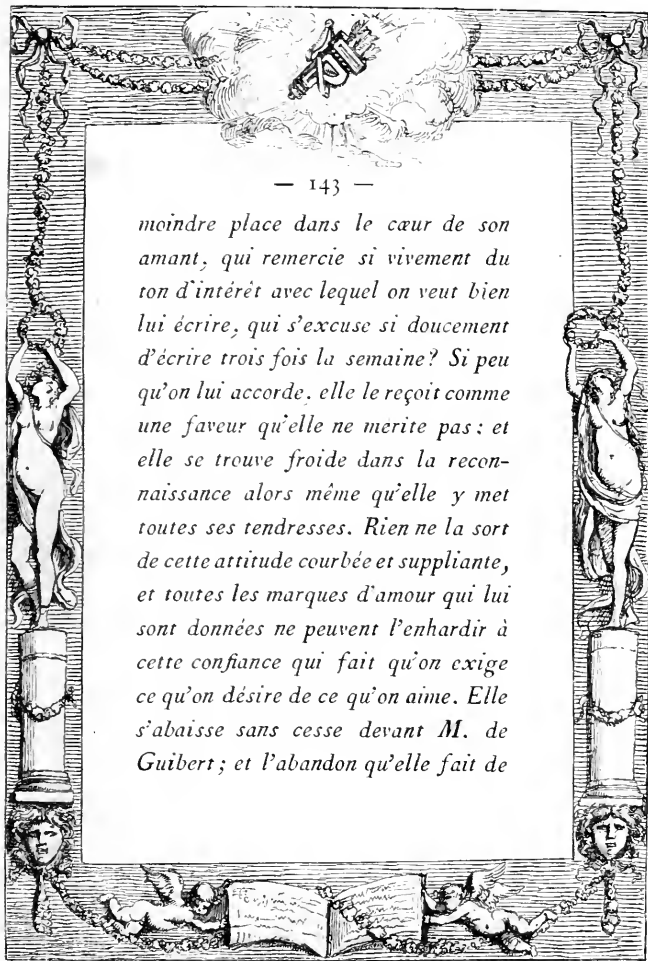 — 143 —
moindre place dans le cœur de son
amant, qui remercie si vivement du
ton d'intérêt avec lequel on veut bien
lui écrire, qui s'excuse si doucement
d'écrire trois fois la semaine? Si peu
qu'on lui accorde. elle le reçoit comme
une faveur qu'elle ne mérite pas: et
elle se trouve froide dans la recon-
naissance alors même qu'elle y met
toutes ses tendresses. Rien ne la sort
de cette attitude courbée et suppliante,
et toutes les marques d'amour qui lui
sont données ne peuvent l'enhardir à
cette confiance qui fait qu'on exige
ce qu'on désire de ce qu'on aime. Elle
s'abaisse sans cesse devant M. de
Guibert; et l'abandon qu'elle fait de